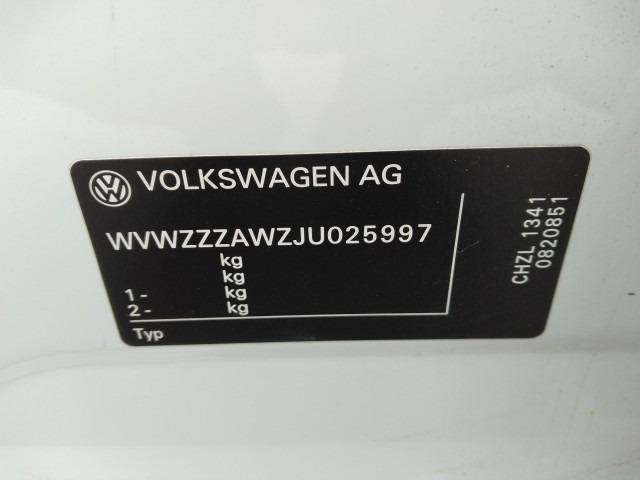 VOLKSWAGEN AG
WVWZZZAWZJU025997
kg
kg
1 - kg
2 - kg
Typ
CHZL 1341
0820851